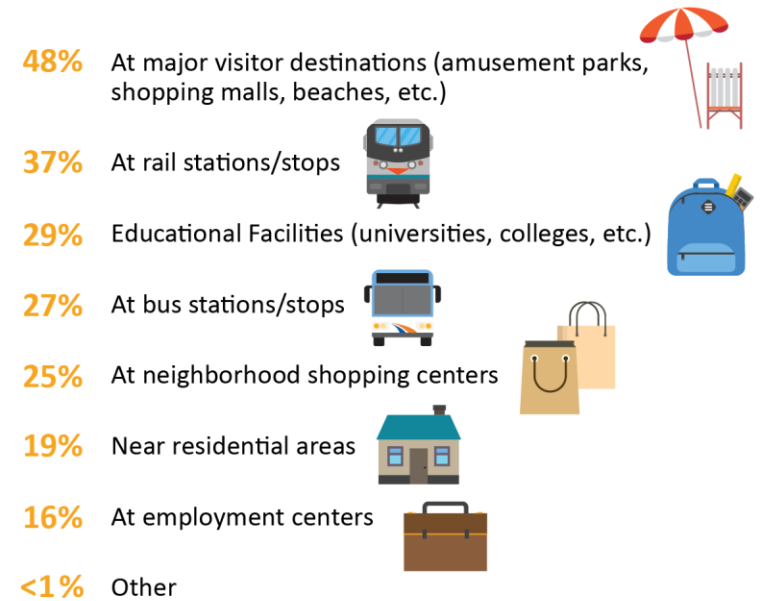 48% At major visitor destinations (amusement parks,
shopping malls, beaches, etc.)
37% At rail stations/stops
29% Educational Facilities (universities, colleges, etc.)
27% At bus stations/stops
25% At neighborhood shopping centers
19% Near residential areas
16% At employment centers
<1% Other